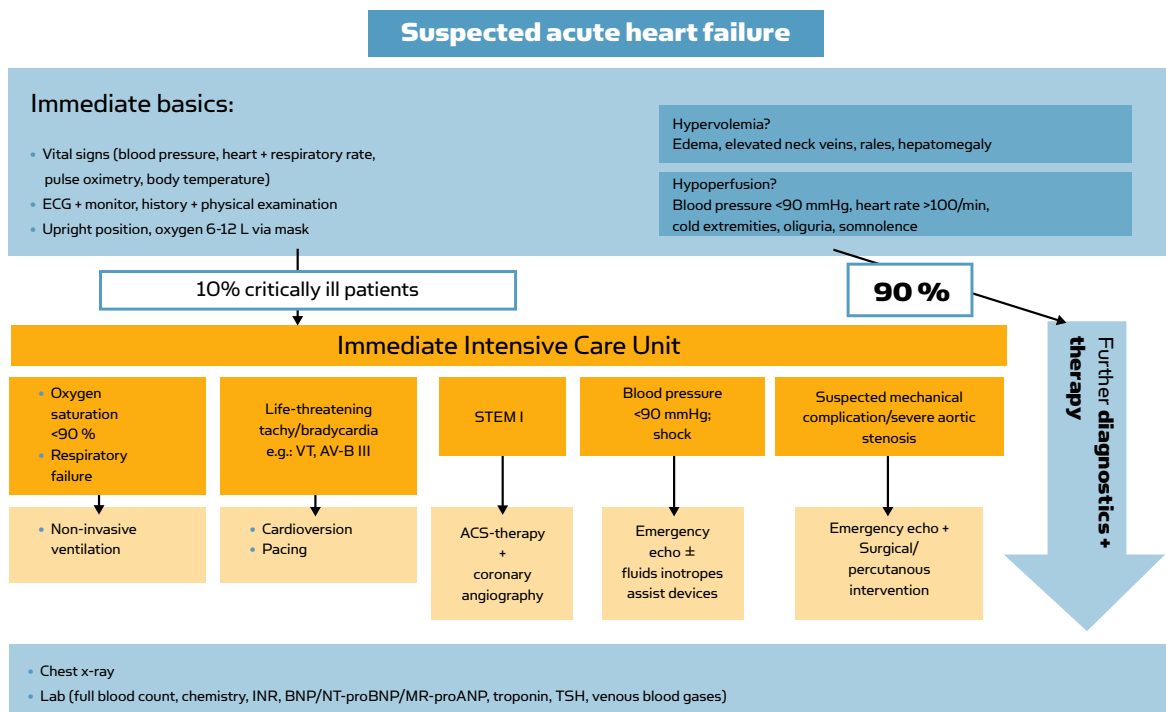 Suspected acute heart failure
Immediate basics:
• Vital signs (blood pressure, heart + respiratory rate,
pulse oximetry, body temperature)
• ECG + monitor, history + physical examination
• Upright position, oxygen 6-12 L via mask
Hypervolemia?
Edema, elevated neck veins, rales, hepatomegaly
Hypoperfusion?
Blood pressure <90 mmHg, heart rate >100/min,
cold extremities, oliguria, somnolence
10% critically ill patients
90 %
Immediate Intensive Care Unit
• Oxygen
saturation
<90 %
• Respiratory
failure
Life-threatening
tachy/bradycardia
e.g.: VT, AV-B III
STEM I
Blood pressure
<90 mmHg;
shock
Suspected mechanical
complication/severe aortic
stenosis
Further diagnostics +
therapy
• Non-invasive
ventilation
• Cardioversion
• Pacing
ACS-therapy
+
coronary
angiography
Emergency
echo ±
fluids inotropes
assist devices
Emergency echo +
Surgical/
percutanous
intervention
• Chest x-ray
• Lab (full blood count, chemistry, INR, BNP/NT-proBNP/MR-proANP, troponin, TSH, venous blood gases)